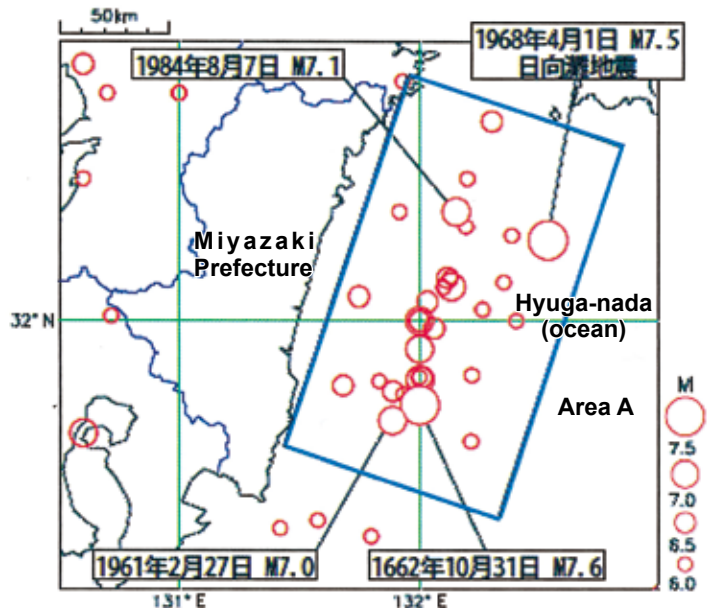 50km
1968年4月1日 M7.5
日向灘地震
1984年8月7日 M7.1
Miyazaki
Prefecture
32°N
Hyuga-nada
(ocean)
Area A
M
7.5
7.0
6.5
6.0
1961年2月27日 M7.0
1662年10月31日 M7.6
131°E
132°E